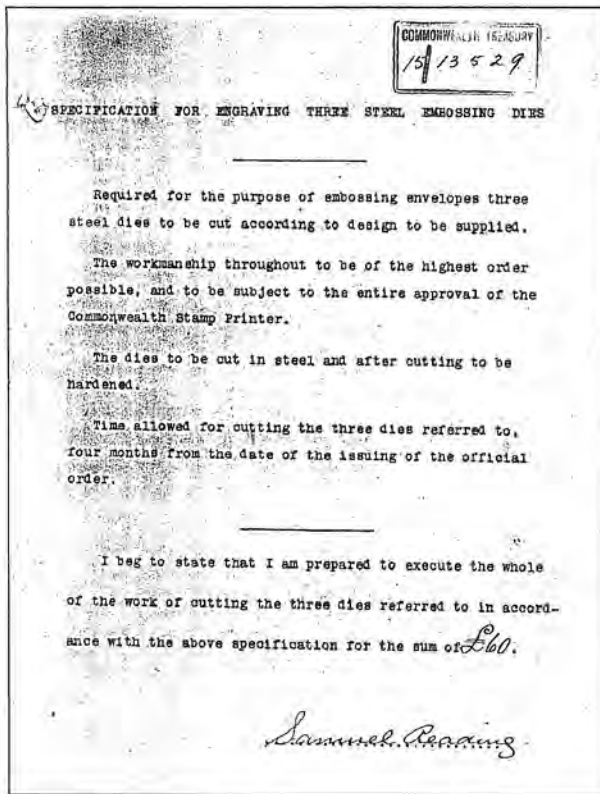 COMMONWEALTH TREASURY
15/13529
SPECIFICATION FOR ENGRAVING THREE STEEL EMBOSSING DIES
Required for the purpose of embossing envelopes three
steel dies to be cut according to design to be supplied.
The workmanship throughout to be of the highest order
possible, and to be subject to the entire approval of the
Commonwealth Stamp Printer.
The dies to be cut in steel and after cutting to be
hardened.
Time allowed for cutting the three dies referred to,
four months from the date of the issuing of the official
order.
I beg to state that I am prepared to execute the whole
of the work of cutting the three dies referred to in accord-
ance with the above specification for the sum of £60.
Samuel Reading